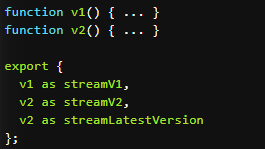 function v1() { ... }
function v2() { ... }
export {
v1 as streamV1,
v2 as streamV2,
v2 as streamLatestVersion
};